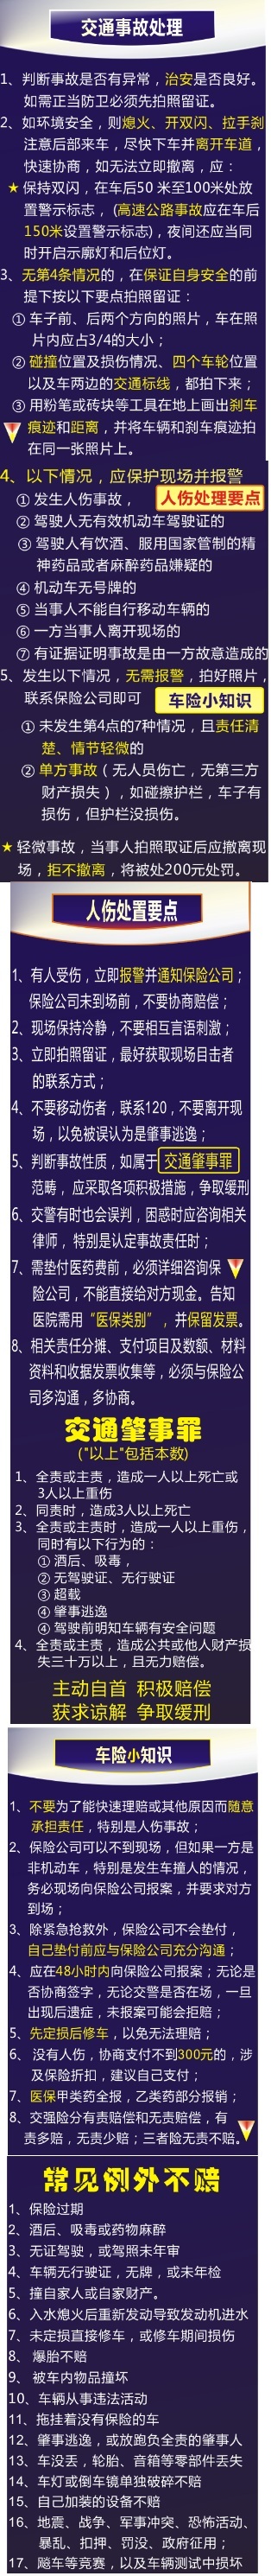 交通事故处理
1、判断事故是否有异常，治安是否良好。
如需正当防卫必须先拍照留证。
2、如环境安全，则熄火、开双闪、拉手刹
注意后部来车，尽快下车并离开车道，
快速协商，如无法立即撤离，应：
★ 保持双闪，在车后50 米至100米处放
置警示标志，(高速公路事故应在车后
150米设置警示标志)，夜间还应当同
时开启示廓灯和后位灯。
3、无第4条情况的，在保证自身安全的前
提下按以下要点拍照留证：
① 车子前、后两个方向的照片，车在照
片内应占3/4的大小；
② 碰撞位置及损伤情况、四个车轮位置
以及车两边的交通标线，都拍下来；
③ 用粉笔或砖块等工具在地上画出刹车
痕迹和距离，并将车辆和刹车痕迹拍
在同一张照片上。
4、以下情况，应保护现场并报警
① 发生人伤事故， 人伤处理要点
② 驾驶人无有效机动车驾驶证的
③ 驾驶人有饮酒、服用国家管制的精
神药品或者麻醉药品嫌疑的
④ 机动车无号牌的
⑤ 当事人不能自行移动车辆的
⑥ 一方当事人离开现场的
⑦ 有证据证明事故是由一方故意造成的
5、发生以下情况，无需报警，拍好照片，
联系保险公司即可 车险小知识
① 未发生第4点的7种情况，且责任清
楚、情节轻微的
② 单方事故（无人员伤亡，无第三方
财产损失），如碰擦护栏，车子有
损伤，但护栏没损伤。
★ 轻微事故，当事人拍照取证后应撤离现
场，拒不撤离，将被处200元处罚。
人伤处置要点
1、有人受伤，立即报警并通知保险公司；
保险公司未到场前，不要协商赔偿；
2、现场保持冷静，不要相互言语刺激；
3、立即拍照留证，最好获取现场目击者
的联系方式；
4、不要移动伤者，联系120，不要离开现
场，以免被误认为是肇事逃逸；
5、判断事故性质，如属于 交通肇事罪
范畴，应采取各项积极措施，争取缓刑
6、交警有时也会误判，困惑时应咨询相关
律师，特别是认定事故责任时；
7、需垫付医药费前，必须详细咨询保
险公司，不能直接给对方现金。告知
医院需用“医保类别”，并保留发票。
8、相关责任分摊、支付项目及数额、材料
资料和收据发票收集等，必须与保险公
司多沟通，多协商。
交通肇事罪
("以上"包括本数)
1、全责或主责，造成一人以上死亡或
3人以上重伤
2、同责时，造成3人以上死亡
3、全责或主责时，造成一人以上重伤，
同时有以下行为的：
① 酒后、吸毒，
② 无驾驶证、无行驶证
③ 超载
④ 肇事逃逸
④ 驾驶前明知车辆有安全问题
4、全责或主责，造成公共或他人财产损
失三十万以上，且无力赔偿。
主动自首 积极赔偿
获求谅解 争取缓刑
车险小知识
1、不要为了能快速理赔或其他原因而随意
承担责任，特别是人伤事故；
2、保险公司可以不到现场，但如果一方是
非机动车，特别是发生车撞人的情况，
务必现场向保险公司报案，并要求对方
到场；
3、除紧急抢救外，保险公司不会垫付，
自己垫付前应与保险公司充分沟通；
4、应在48小时内向保险公司报案；无论是
否协商签字，无论交警是否在场，一旦
出现后遗症，未报案可能会拒赔；
5、先定损后修车，以免无法理赔；
6、没有人伤，协商支付不到300元的，涉
及保险折扣，建议自己支付；
7、医保甲类药全报，乙类药部分报销；
8、交强险分有责赔偿和无责赔偿，有
责多赔，无责少赔；三者险无责不赔。
常见例外不赔
1、保险过期
2、酒后、吸毒或药物麻醉
3、无证驾驶，或驾照未年审
4、车辆无行驶证，无牌，或未年检
5、撞自家人或自家财产。
6、入水熄火后重新发动导致发动机进水
7、未定损直接修车，或修车期间损伤
8、爆胎不赔
9、被车内物品撞坏
10、车辆从事违法活动
11、拖挂着没有保险的车
12、肇事逃逸，或放跑负全责的肇事人
13、车没丢，轮胎、音箱等零部件丢失
14、车灯或倒车镜单独破碎不赔
15、自己加装的设备不赔
16、地震、战争、军事冲突、恐怖活动、
暴乱、扣押、罚没、政府征用；
17、飚车等竞赛，以及车辆测试中损坏